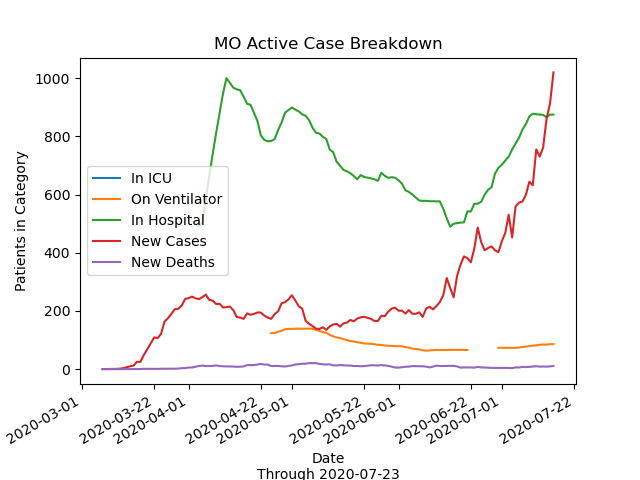 MO Active Case Breakdown
Patients in Category
1000
800
600
400
200
0
In ICU
On Ventilator
In Hospital
New Cases
New Deaths
2020-03-01
2020-03-22
2020-04-01
2020-04-22
2020-05-01
2020-05-22
2020-06-01
2020-06-22
2020-07-01
2020-07-22
Date
Through 2020-07-23